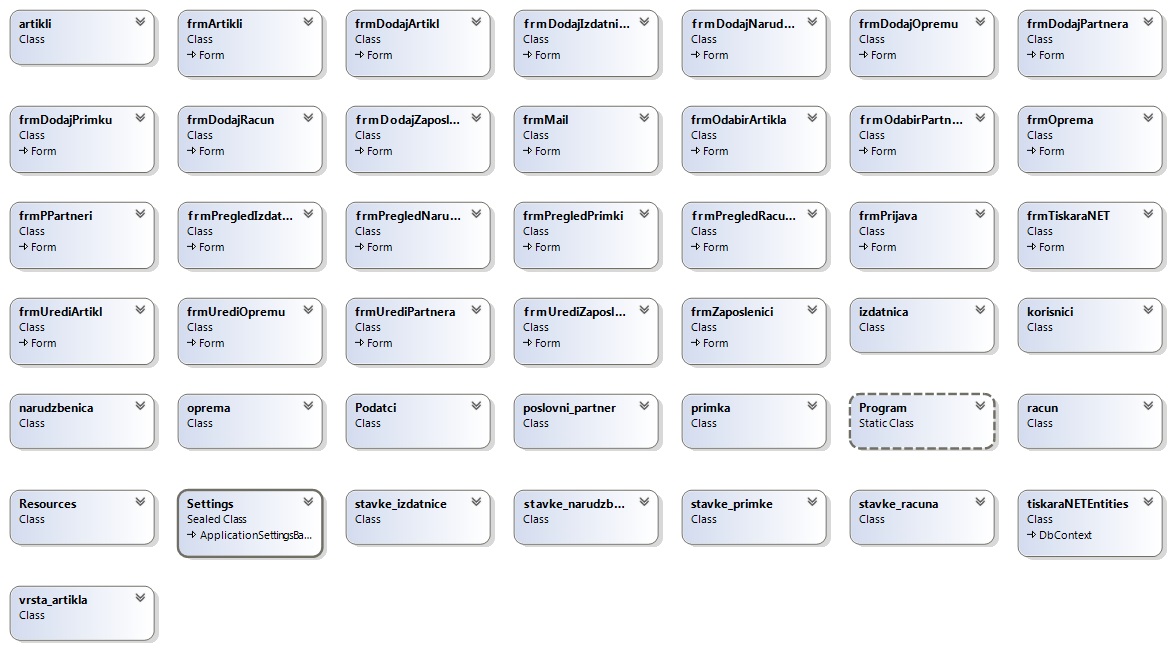 artikli
Class
frmArtikli
Class
Form
frmDodajArtikl
Class
Form
frmDodajIzdatni...
Class
Form
frmDodajNarud...
Class
Form
frmDodajOpremu
Class
Form
frmDodajPartnera
Class
Form
frmDodajPrimku
Class
Form
frmDodajRacun
Class
Form
frmDodajZaposl...
Class
Form
frmMail
Class
Form
frmOdabirArtikla
Class
Form
frmOdabirPartn...
Class
Form
frmOprema
Class
Form
frmPPartneri
Class
Form
frmPregledIzdat...
Class
Form
frmPregledNaru...
Class
Form
frmPregledPrimki
Class
Form
frmPregledRacu...
Class
Form
frmPrijava
Class
Form
frmTiskaraNET
Class
Form
frmUrediArtikl
Class
Form
frmUrediOpremu
Class
Form
frmUrediPartnera
Class
Form
frmUrediZaposl...
Class
Form
frmZaposlenici
Class
Form
izdatnica
Class
korisnici
Class
narudzbenica
Class
oprema
Class
Podatci
Class
poslovni_partner
Class
primka
Class
Program
Static Class
racun
Class
Resources
Class
Settings
Sealed Class
ApplicationSettingsBa...
stavke_izdatnice
Class
stavke_narudzb...
Class
stavke_primke
Class
stavke_racuna
Class
tiskaraNETEntities
Class
DbContext
vrsta_artikla
Class